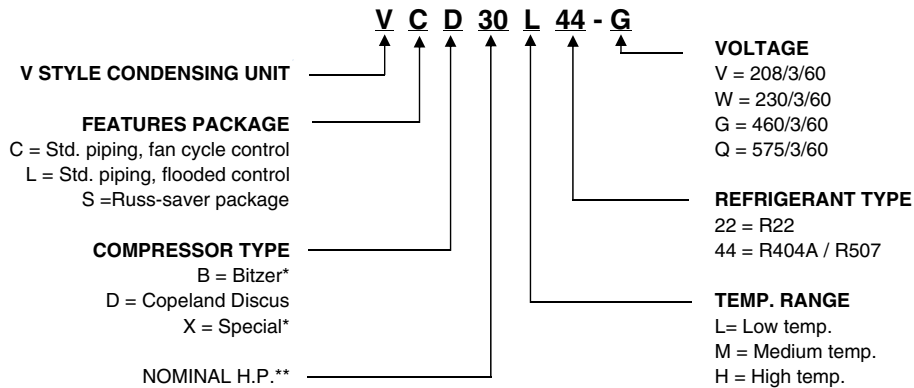 V C D 30 L 44 - G
V STYLE CONDENSING UNIT
FEATURES PACKAGE
C = Std. piping, fan cycle control
L = Std. piping, flooded control
S =Russ-saver package
COMPRESSOR TYPE
B = Bitzer*
D = Copeland Discus
X = Special*
NOMINAL H.P.**
VOLTAGE
V = 208/3/60
W = 230/3/60
G = 460/3/60
Q = 575/3/60
REFRIGERANT TYPE
22 = R22
44 = R404A / R507
TEMP. RANGE
L= Low temp.
M = Medium temp.
H = High temp.